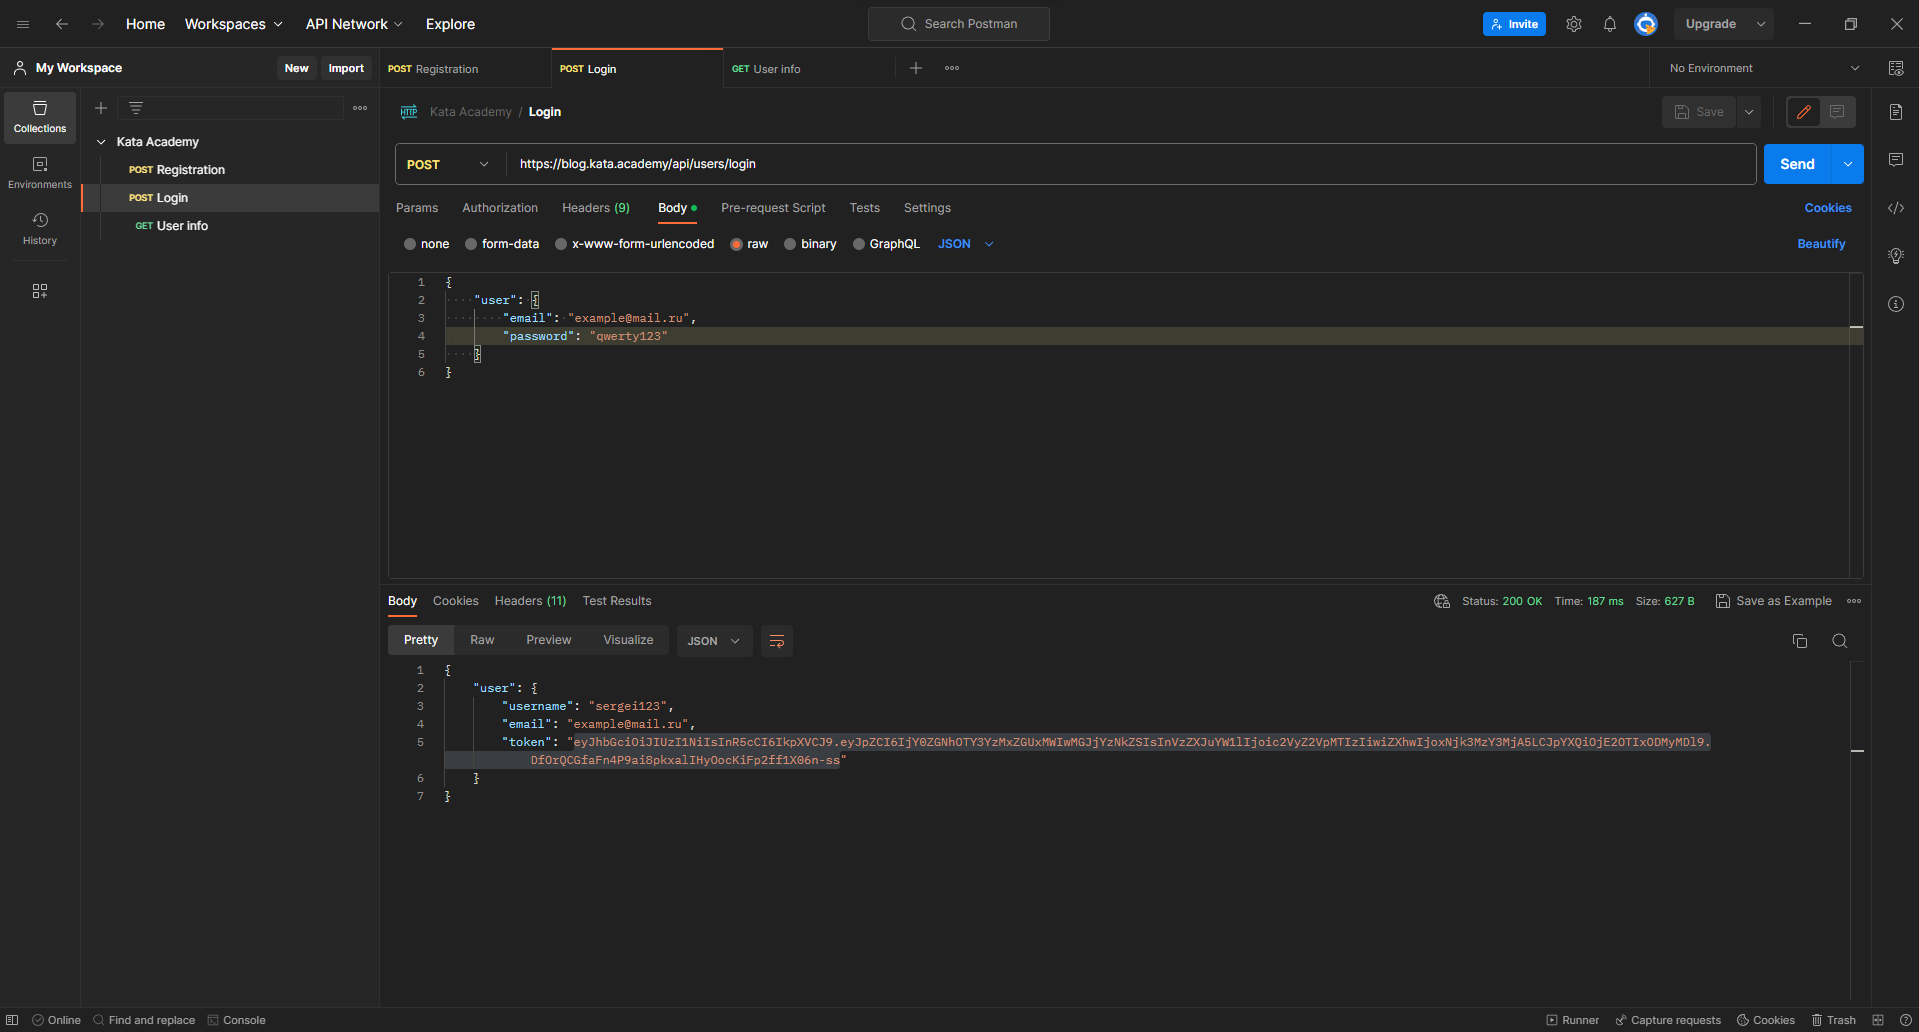 Home Workspaces API Network Explore Search Postman Invite Upgrade
My Workspace New Import POST Registration POST Login GET User info No Environment
Collections
Environments
History
Kata Academy
POST Registration
POST Login
GET User info
HTTP Kata Academy / Login Save
POST https://blog.kata.academy/api/users/login Send
Params Authorization Headers (9) Body Pre-request Script Tests Settings Cookies
none form-data x-www-form-urlencoded raw binary GraphQL JSON Beautify
1 {
2 "user": {
3 "email": "example@mail.ru",
4 "password": "qwerty123"
5 }
6 }
Body Cookies Headers (11) Test Results Status: 200 OK Time: 187 ms Size: 627 B Save as Example
Pretty Raw Preview Visualize JSON
1 {
2 "user": {
3 "username": "sergei123",
4 "email": "example@mail.ru",
5 "token": "eyJhbGciOiJIUzI1NiIsInR5cCI6IkpXVCJ9.eyJpZCI6IjY0ZGNhOTY3YzMxZGUxMWIwMGJjYzNkZSIsInVzZXJuYW1lIjoic2VyZ2VpMTIzIiwiZXhwIjoxNjk3MzY3MjA5LCJpYXQiOjE2OTIxODMyMDl9.
DfOrQCGfaFn4P9ai8pkxalIHyOocKiFp2ff1X06n-ss"
6 }
7 }
Online Find and replace Console Runner Capture requests Cookies Trash